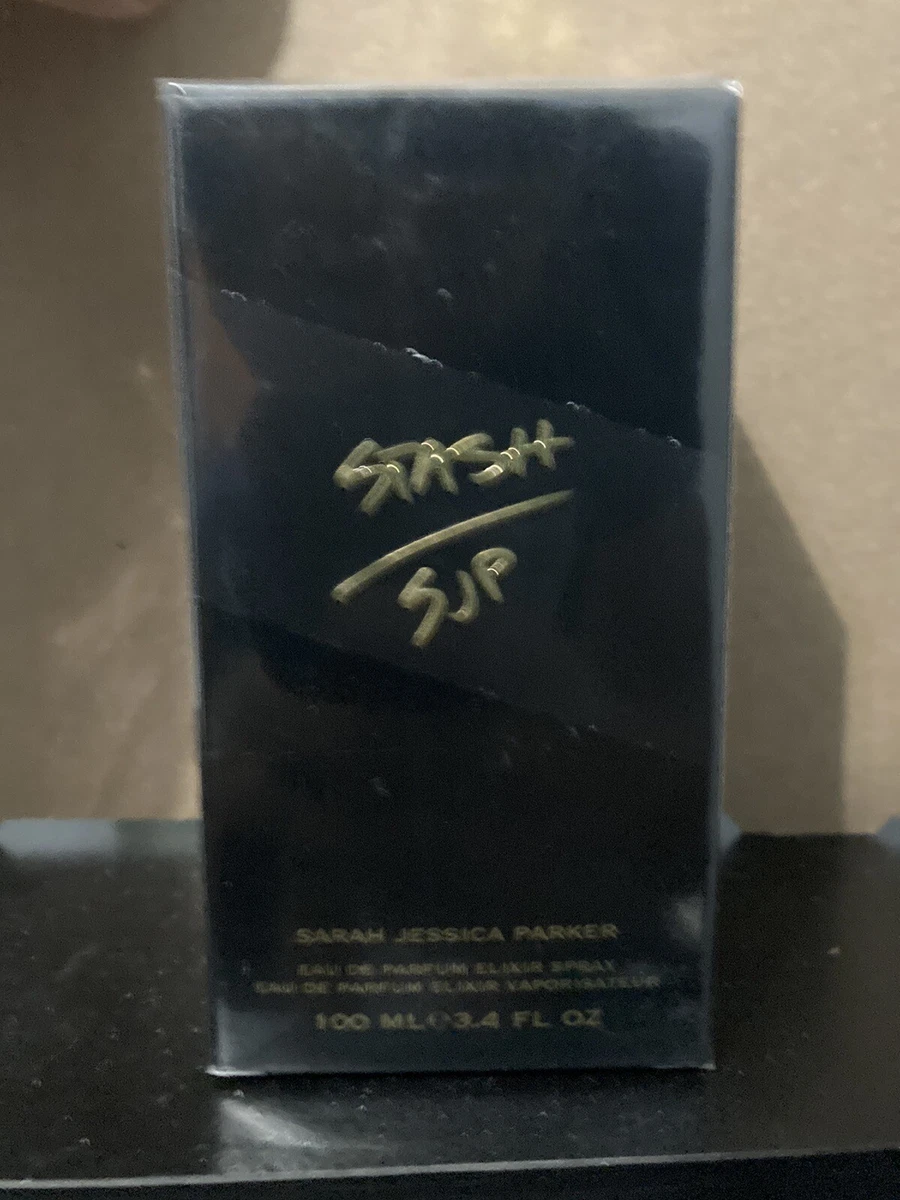 STASH
SJP
SARAH JESSICA PARKER
EAU DE PARFUM ELIXIR SPRAY
EAU DE PARFUM ELIXIR VAPORISATEUR
100 ML℮3.4 FL OZ